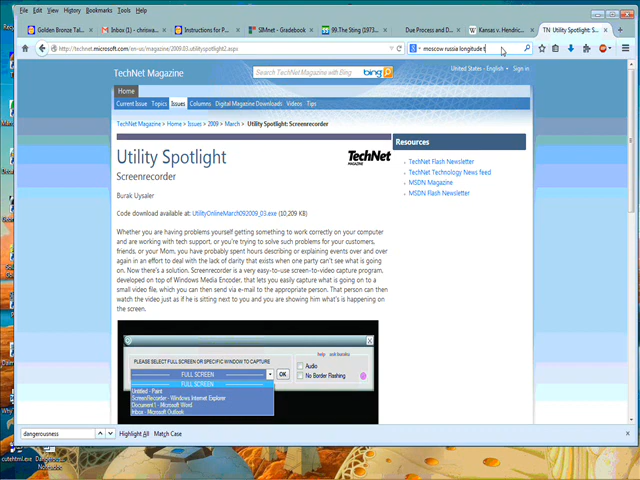 File Edit View History Bookmarks Tools Help
Golden Bronze Tal...
Inbox (1) - chriswa...
Instructions for P...
SIMnet - Gradebook
99.The Sting (1973...
Due Process and D...
Kansas v. Hendric...
TN Utility Spotlight: S...
http://technet.microsoft.com/en-us/magazine/2009.03.utilityspotlight2.aspx
moscow russia longitude t
TechNet Magazine
Search TechNet Magazine with Bing
bing
United States - English
Sign in
Home
Current Issue Topics Issues Columns Digital Magazine Downloads Videos Tips
TechNet Magazine > Home > Issues > 2009 > March > Utility Spotlight: Screenrecorder
Utility Spotlight
TechNet
MAGAZINE
Screenrecorder
Burak Uysaler
Code download available at: UtilityOnlineMarch092009_03.exe (10,209 KB)
Whether you are having problems yourself getting something to work correctly on your computer
and are working with tech support, or you're trying to solve such problems for your customers,
friends, or your Mom, you have probably spent hours describing or explaining events over and over
again in an effort to deal with the lack of clarity that exists when one party can't see what is going
on. Now there's a solution. Screenrecorder is a very easy-to-use screen-to-video capture program,
developed on top of Windows Media Encoder, that lets you easily capture what is going on to a
small video file, which you can then send via e-mail to the appropriate person. That person can then
watch the video just as if he is sitting next to you and you are showing him what's happening on
the screen.
Resources
TechNet Flash Newsletter
TechNet Technology News feed
MSDN Magazine
MSDN Flash Newsletter
help ask buraks
PLEASE SELECT FULL SCREEN OR SPECIFIC WINDOW TO CAPTURE
FULL SCREEN
OK
Audio
No Border Flashing
FULL SCREEN
Untitled - Paint
ScreenRecorder - Windows Internet Explorer
Document1 - Microsoft Word
Inbox - Microsoft Outlook
dangerousness
Highlight All
Match Case
cutehtml.exe